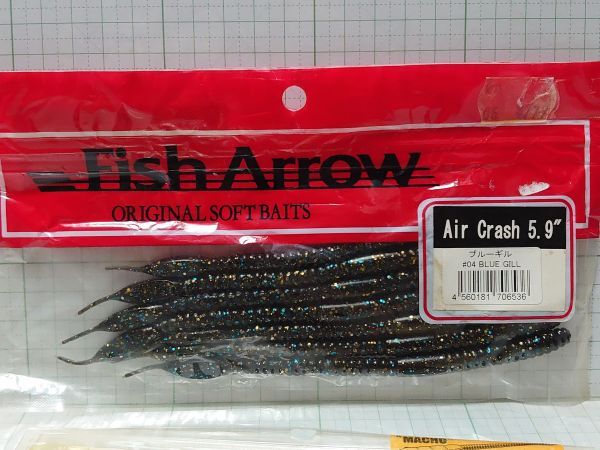 Fish Arrow
ORIGINAL SOFT BAITS
Air Crash 5.9"
ブルーギル
#04 BLUE GILL
4 560181 706536
MACHO